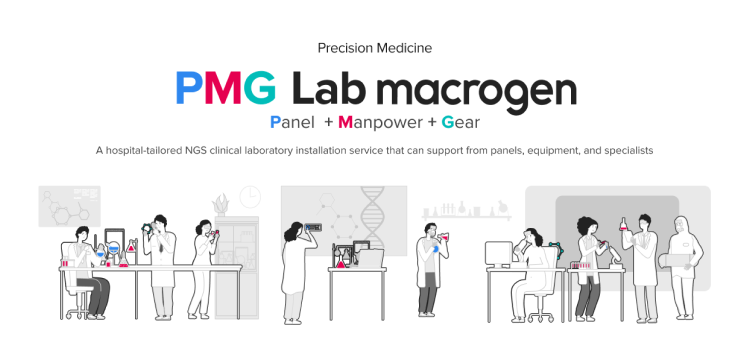 Precision Medicine
PMG Lab macrogen
Panel + Manpower + Gear
A hospital-tailored NGS clinical laboratory installation service that can support from panels, equipment, and specialists